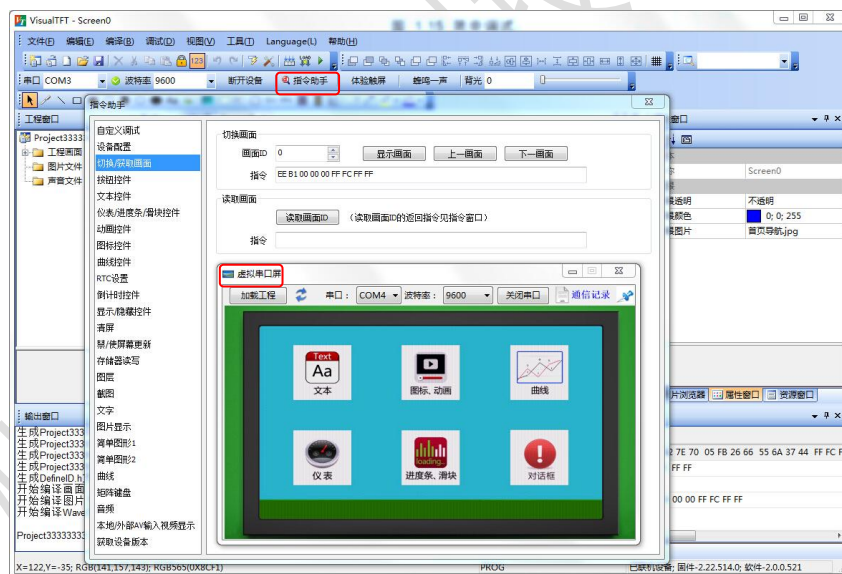 VisualTFT - Screen0
文件(F) 编辑(E) 编译(B) 调试(D) 视图(V) 工具(T) Language(L) 帮助(H)
123
串口 COM3 波特率 9600 断开设备 指令助手 体验触屏 蜂鸣一声 背光 0
工程窗口
Project3333
工程画面
图片文件
声音文件
指令助手
自定义调试
设备配置
切换/获取画面
按钮控件
文本控件
仪表/进度条/滑块控件
动画控件
图标控件
曲线控件
RTC设置
倒计时控件
显示/隐藏控件
清屏
禁/使屏幕更新
存储器读写
图层
截图
文字
图片显示
简单图形1
简单图形2
曲线
矩阵键盘
音频
本地/外部AV输入视频显示
获取设备版本
切换画面
画面ID 0 显示画面 上一画面 下一画面
指令 EE B1 00 00 00 FF FC FF FF
读取画面
读取画面ID (读取画面ID的返回指令见指令窗口)
指令
虚拟串口屏
加载工程 串口: COM4 波特率: 9600 关闭串口 通信记录
Text
Aa
文本
图标、动画
曲线
仪表
loading...
进度条、滑块
对话框
窗口
Screen0
透明 不透明
颜色 0; 0; 255
图片 首页导航.jpg
片浏览器 属性窗口 资源窗口
输出窗口
生成Project333
生成Project333
生成Project333
生成Project333
生成DefineID.h
开始编译画面
开始编译图片
开始编译Wave
Project33333333
7E 70 05 FB 26 66 55 6A 37 44 FF FC F
FF FF
00 00 FF FC FF FF
X=122,Y=-35; RGB(141,157,143); RGB565(0X8CF1) PROG 已联机设备; 固件-2.22.514.0; 软件-2.0.0.521